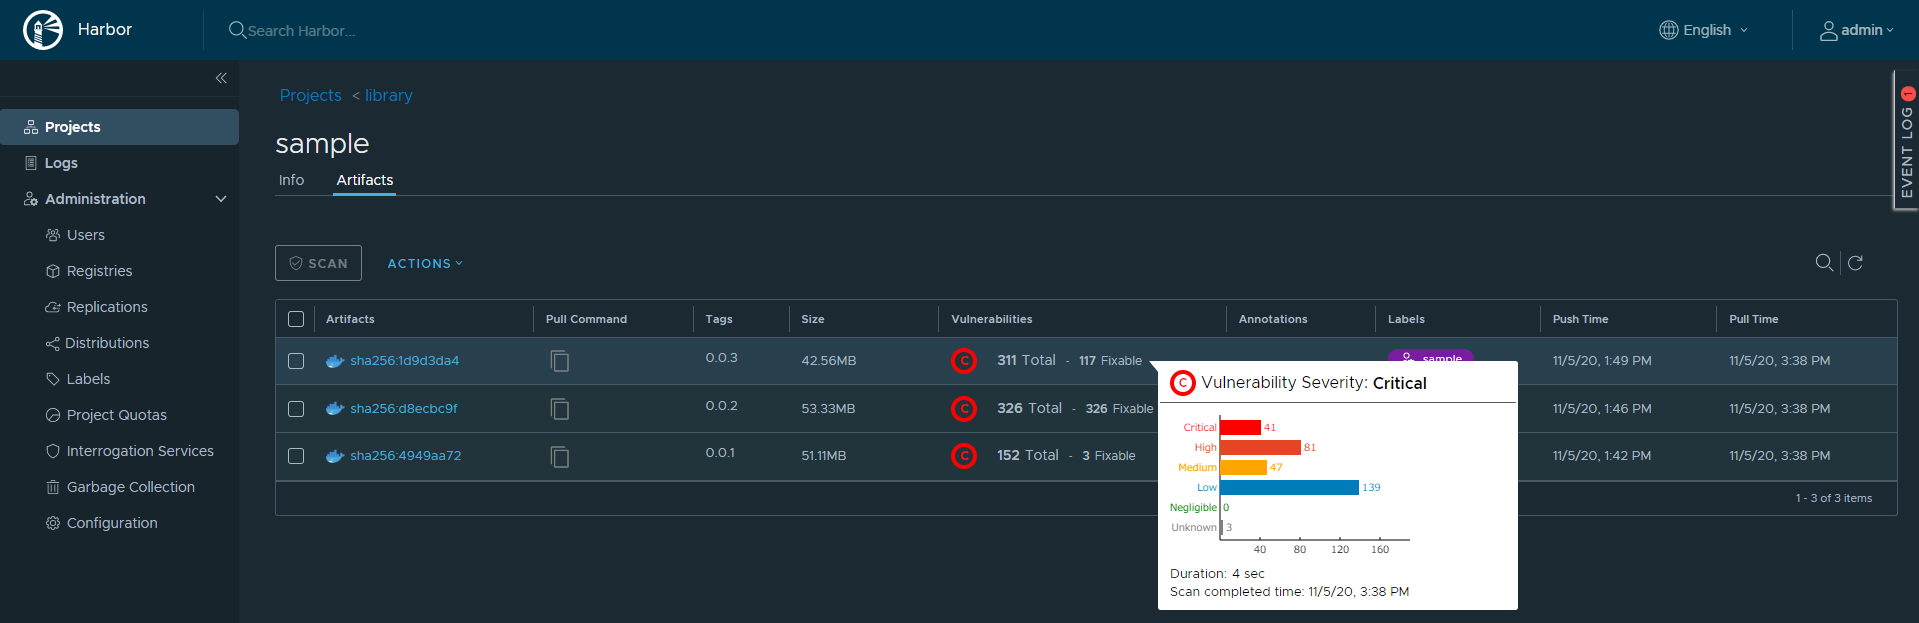 Harbor
Search Harbor...
English
admin
Projects < library
EVENT LOG
Projects
Logs
Administration
Users
Registries
Replications
Distributions
Labels
Project Quotas
Interrogation Services
Garbage Collection
Configuration
sample
Info Artifacts
SCAN ACTIONS
Artifacts Pull Command Tags Size Vulnerabilities Annotations Labels Push Time Pull Time
sha256:1d9d3da4 0.0.3 42.56MB C 311 Total - 117 Fixable sample 11/5/20, 1:49 PM 11/5/20, 3:38 PM
sha256:d8ecbc9f 0.0.2 53.33MB C 326 Total - 326 Fixable 11/5/20, 1:46 PM 11/5/20, 3:38 PM
sha256:4949aa72 0.0.1 51.11MB C 152 Total - 3 Fixable 11/5/20, 1:42 PM 11/5/20, 3:38 PM
1 - 3 of 3 items
C Vulnerability Severity: Critical
Critical 41
High 81
Medium 47
Low 139
Negligible 0
Unknown 3
40 80 120 160
Duration: 4 sec
Scan completed time: 11/5/20, 3:38 PM